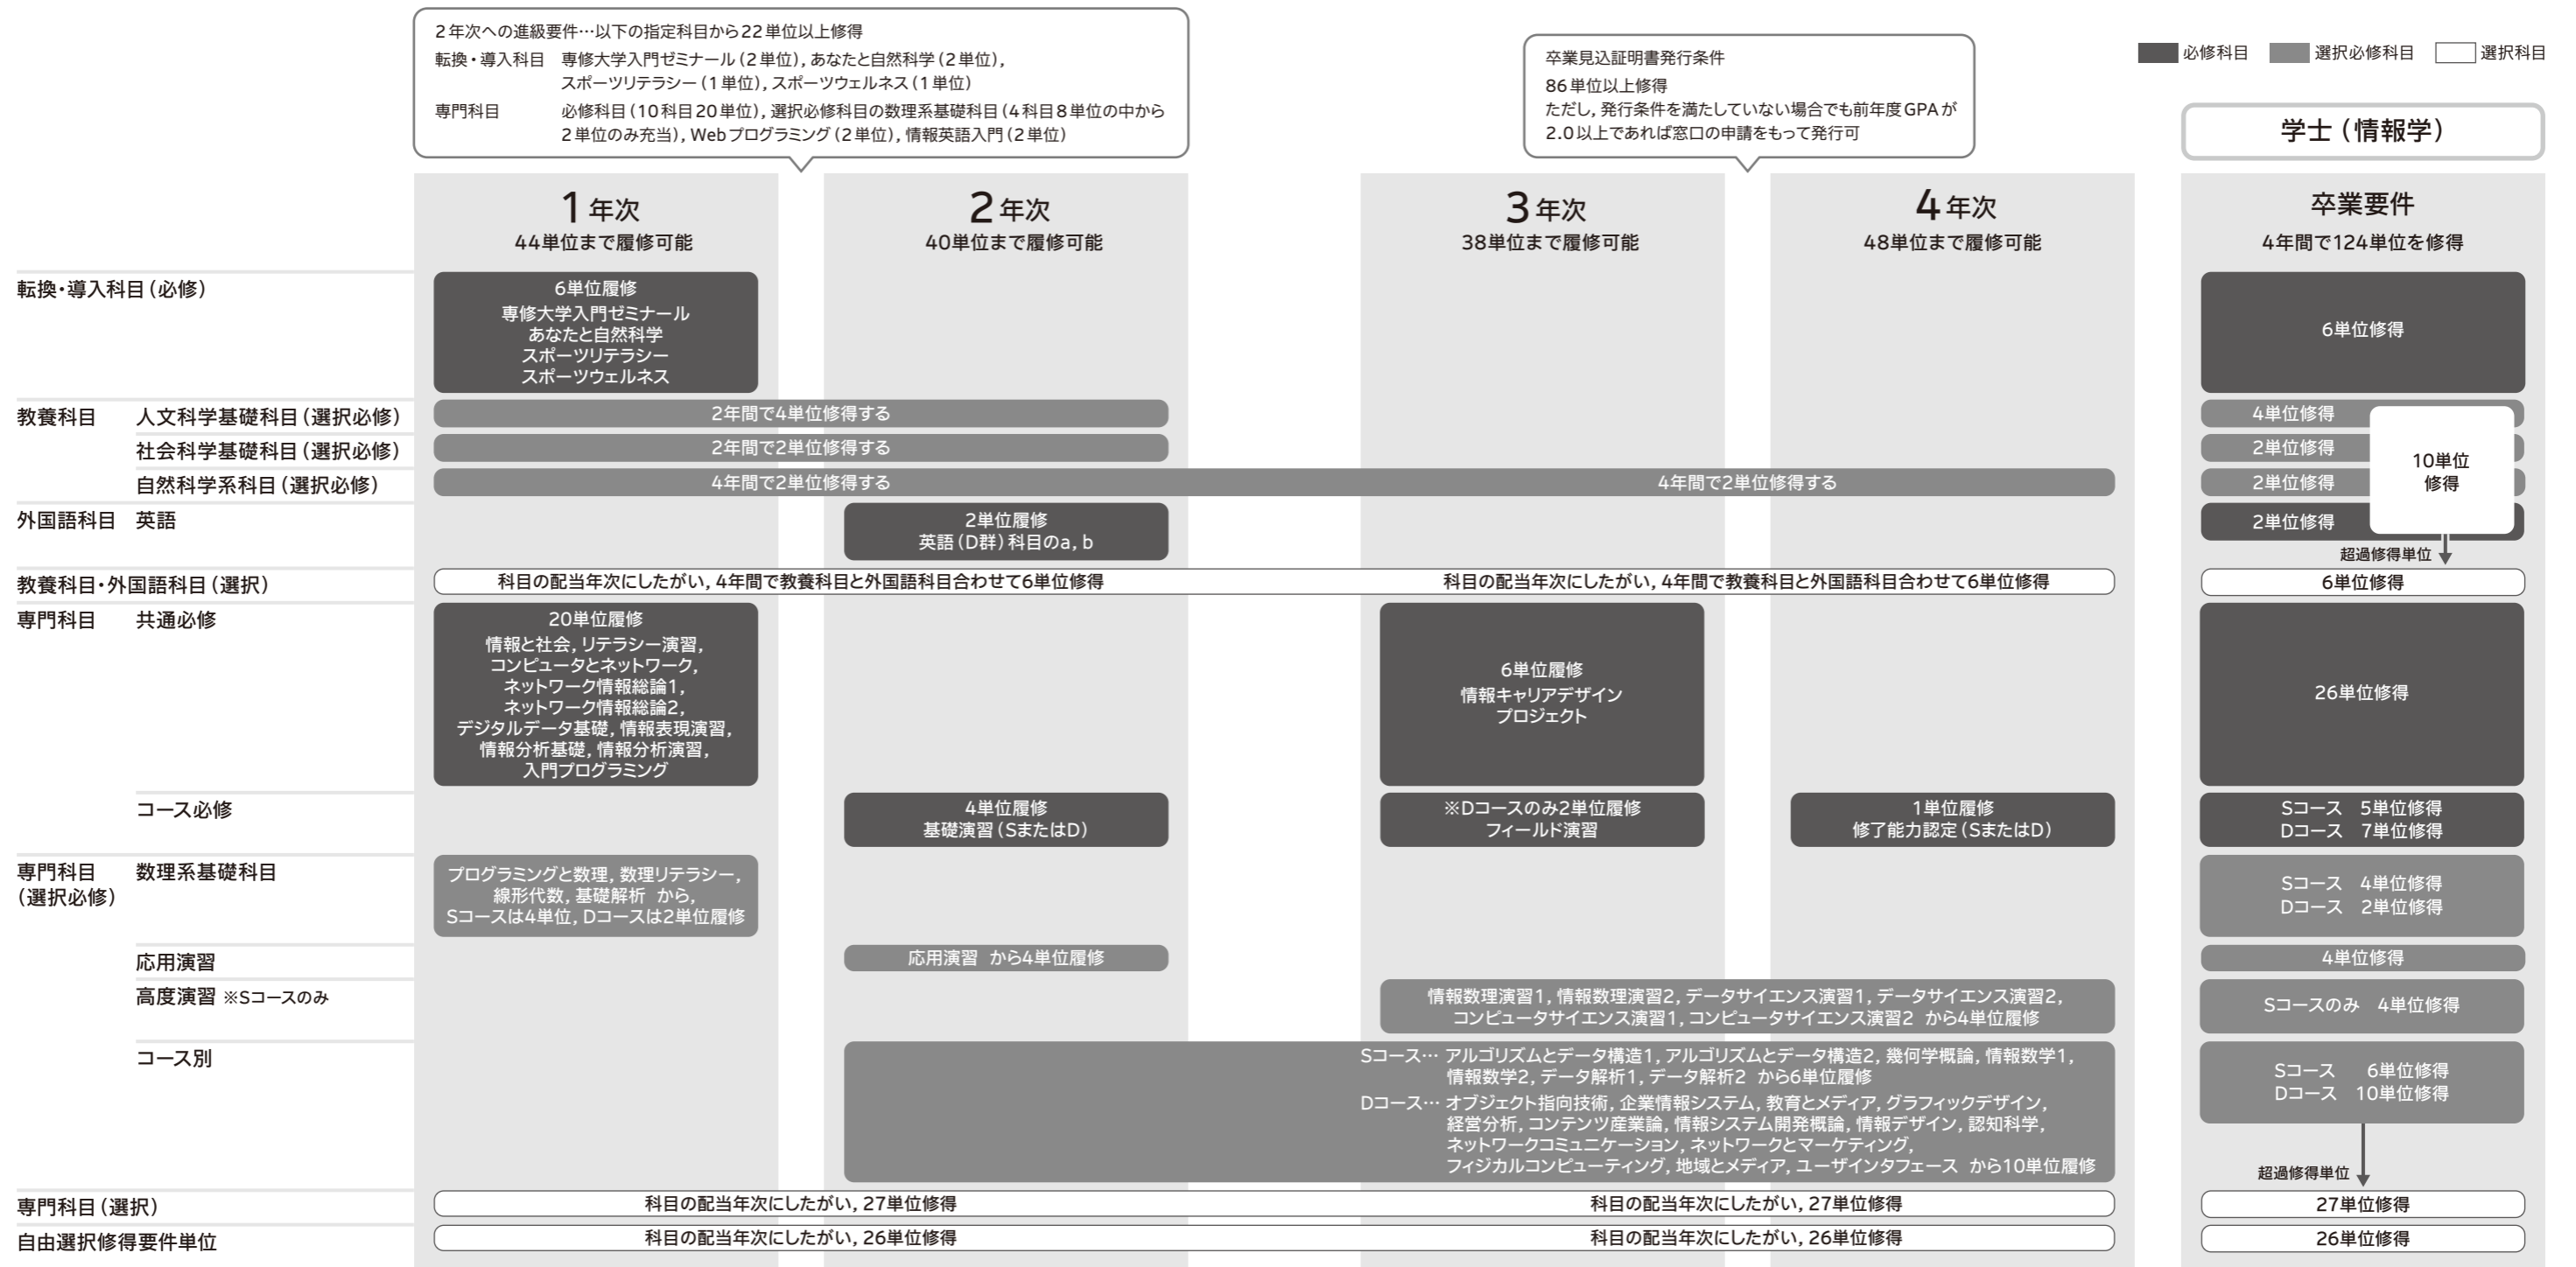 2年次への進級要件…以下の指定科目から22単位以上修得
転換・導入科目 専修大学入門ゼミナール(2単位), あなたと自然科学(2単位),
スポーツリテラシー(1単位), スポーツウェルネス(1単位)
専門科目 必修科目(10科目20単位), 選択必修科目の数理系基礎科目(4科目8単位の中から
2単位のみ充当), Webプログラミング(2単位), 情報英語入門(2単位)
卒業見込証明書発行条件
86単位以上修得
ただし, 発行条件を満たしていない場合でも前年度GPAが
2.0以上であれば窓口の申請をもって発行可
必修科目 選択必修科目 選択科目
学士(情報学)
1年次
44単位まで履修可能
2年次
40単位まで履修可能
3年次
38単位まで履修可能
4年次
48単位まで履修可能
卒業要件
4年間で124単位を修得
転換・導入科目(必修)
6単位履修
専修大学入門ゼミナール
あなたと自然科学
スポーツリテラシー
スポーツウェルネス
6単位修得
教養科目 人文科学基礎科目(選択必修)
2年間で4単位修得する
4単位修得
社会科学基礎科目(選択必修)
2年間で2単位修得する
2単位修得
自然科学系科目(選択必修)
4年間で2単位修得する
4年間で2単位修得する
2単位修得
外国語科目 英語
2単位履修
英語(D群)科目のa, b
2単位修得
10単位
修得
超過修得単位
教養科目・外国語科目(選択)
科目の配当年次にしたがい, 4年間で教養科目と外国語科目合わせて6単位修得
科目の配当年次にしたがい, 4年間で教養科目と外国語科目合わせて6単位修得
6単位修得
専門科目 共通必修
20単位履修
情報と社会, リテラシー演習,
コンピュータとネットワーク,
ネットワーク情報総論1,
ネットワーク情報総論2,
デジタルデータ基礎, 情報表現演習,
情報分析基礎, 情報分析演習,
入門プログラミング
6単位履修
情報キャリアデザイン
プロジェクト
26単位修得
コース必修
4単位履修
基礎演習(SまたはD)
※Dコースのみ2単位履修
フィールド演習
1単位履修
修了能力認定(SまたはD)
Sコース 5単位修得
Dコース 7単位修得
専門科目 数理系基礎科目
(選択必修)
プログラミングと数理, 数理リテラシー,
線形代数, 基礎解析 から,
Sコースは4単位, Dコースは2単位履修
Sコース 4単位修得
Dコース 2単位修得
応用演習
応用演習 から4単位履修
4単位修得
高度演習 ※Sコースのみ
情報数理演習1, 情報数理演習2, データサイエンス演習1, データサイエンス演習2,
コンピュータサイエンス演習1, コンピュータサイエンス演習2 から4単位履修
Sコースのみ 4単位修得
コース別
Sコース… アルゴリズムとデータ構造1, アルゴリズムとデータ構造2, 幾何学概論, 情報数学1,
情報数学2, データ解析1, データ解析2 から6単位履修
Dコース… オブジェクト指向技術, 企業情報システム, 教育とメディア, グラフィックデザイン,
経営分析, コンテンツ産業論, 情報システム開発概論, 情報デザイン, 認知科学,
ネットワークコミュニケーション, ネットワークとマーケティング,
フィジカルコンピューティング, 地域とメディア, ユーザインタフェース から10単位履修
Sコース 6単位修得
Dコース 10単位修得
超過修得単位
専門科目(選択)
科目の配当年次にしたがい, 27単位修得
科目の配当年次にしたがい, 27単位修得
27単位修得
自由選択修得要件単位
科目の配当年次にしたがい, 26単位修得
科目の配当年次にしたがい, 26単位修得
26単位修得